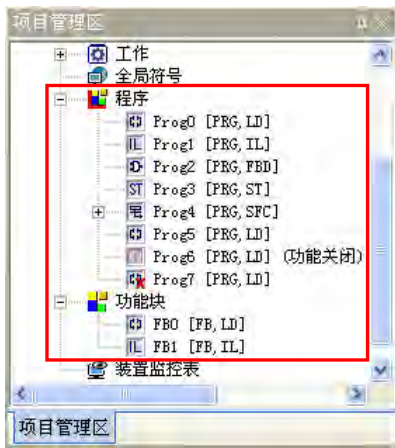 项目管理区
工作
全局符号
程序
Prog0 [PRG,LD]
Prog1 [PRG,IL]
Prog2 [PRG,FBD]
ST Prog3 [PRG,ST]
Prog4 [PRG,SFC]
Prog5 [PRG,LD]
Prog6 [PRG,LD] (功能关闭)
Prog7 [PRG,LD]
功能块
FB0 [FB,LD]
FB1 [FB,IL]
装置监控表
项目管理区